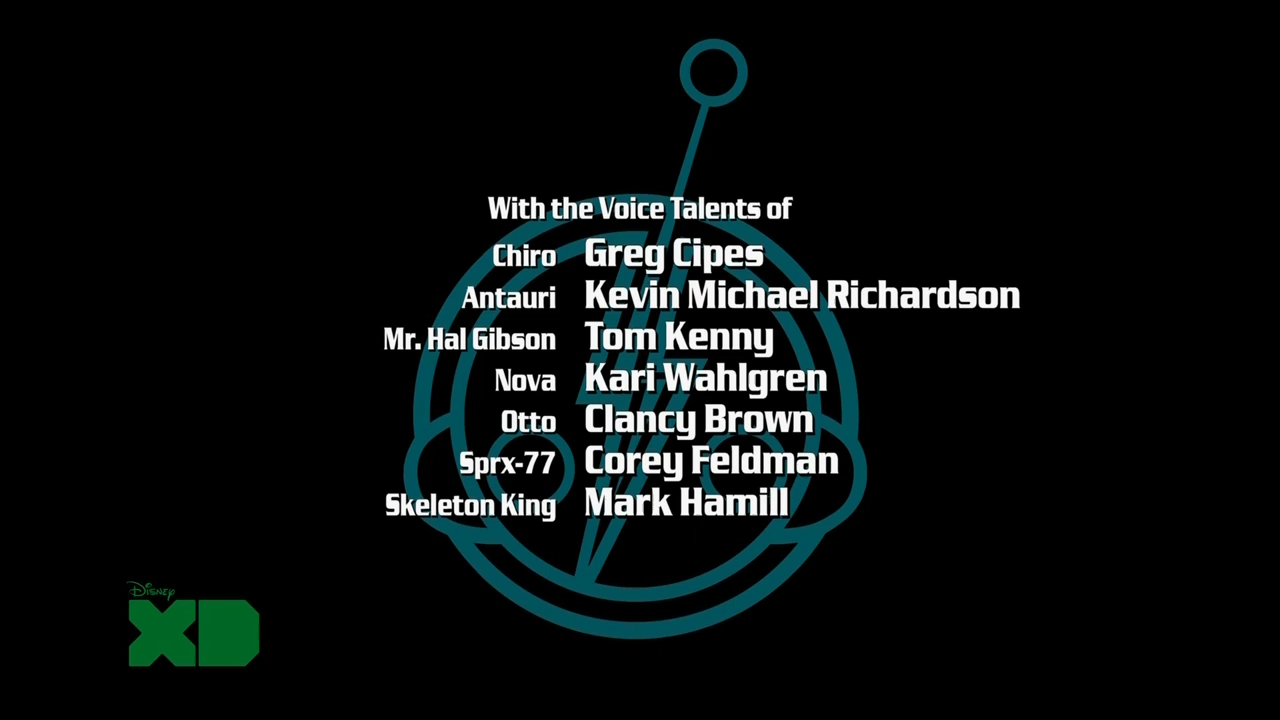 With the Voice Talents of
Chiro Greg Cipes
Antauri Kevin Michael Richardson
Mr. Hal Gibson Tom Kenny
Nova Kari Wahlgren
Otto Clancy Brown
Sprx-77 Corey Feldman
Skeleton King Mark Hamill
Disney
XD